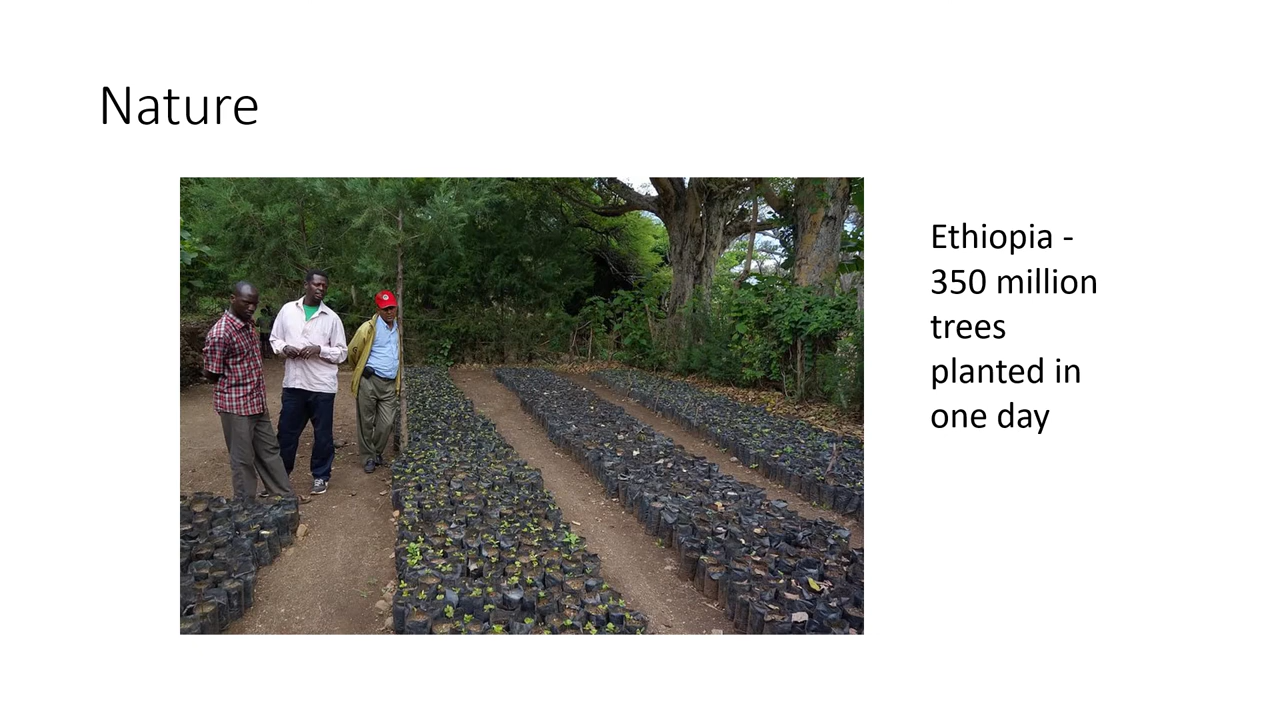 Nature
Ethiopia -
350 million
trees
planted in
one day